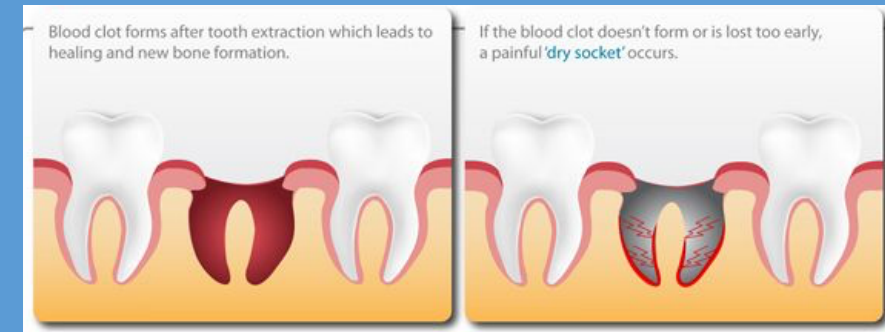 Blood clot forms after tooth extraction which leads to
healing and new bone formation.
If the blood clot doesn't form or is lost too early,
a painful 'dry socket' occurs.